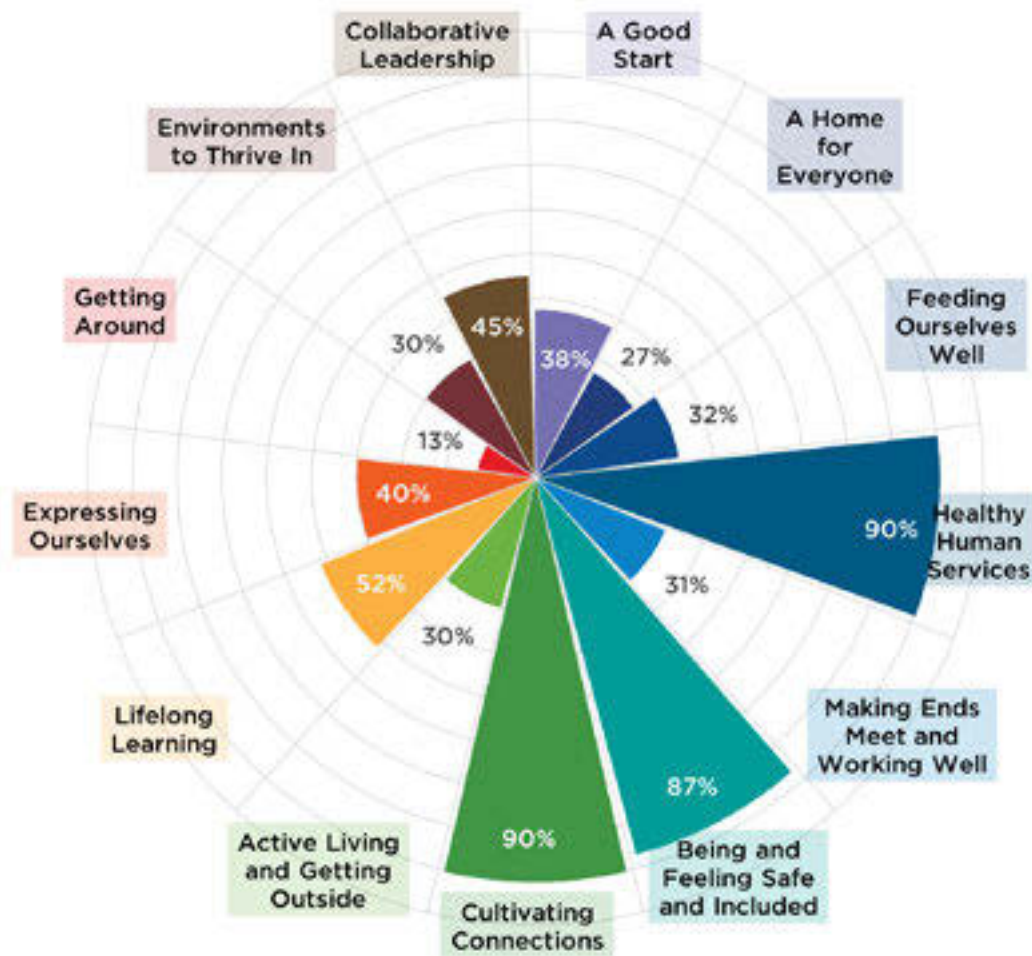 Collaborative
Leadership
A Good
Start
Environments
to Thrive In
A Home
for
Everyone
Getting
Around
Feeding
Ourselves
Well
45%
38%
30%
27%
32%
13%
40%
90%
Expressing
Ourselves
Healthy
Human
Services
52%
31%
30%
Lifelong
Learning
Making Ends
Meet and
Working Well
87%
90%
Active Living
and Getting
Outside
Being and
Feeling Safe
and Included
Cultivating
Connections